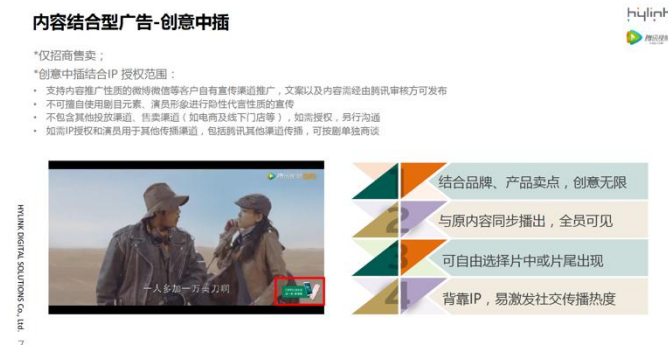 内容结合型广告-创意中插
hylink
腾讯视频
*仅招商售卖；
*创意中插结合IP 授权范围：
• 支持内容推广性质的微博微信等客户自有宣传渠道推广，文案以及内容需经由腾讯审核方可发布
• 不可擅自使用剧目元素、演员形象进行隐性代言性质的宣传
• 不包含其他投放渠道、售卖渠道（如电商及线下门店等），如需授权，另行沟通
• 如需IP授权和演员用于其他传播渠道，包括腾讯其他渠道传播，可按剧单独商谈
一人多加一万美刀啊
1 结合品牌、产品卖点，创意无限
2 与原内容同步播出，全员可见
3 可自由选择片中或片尾出现
4 背靠IP，易激发社交传播热度
HYLINK DIGITAL SOLUTIONS Co., Ltd.
7